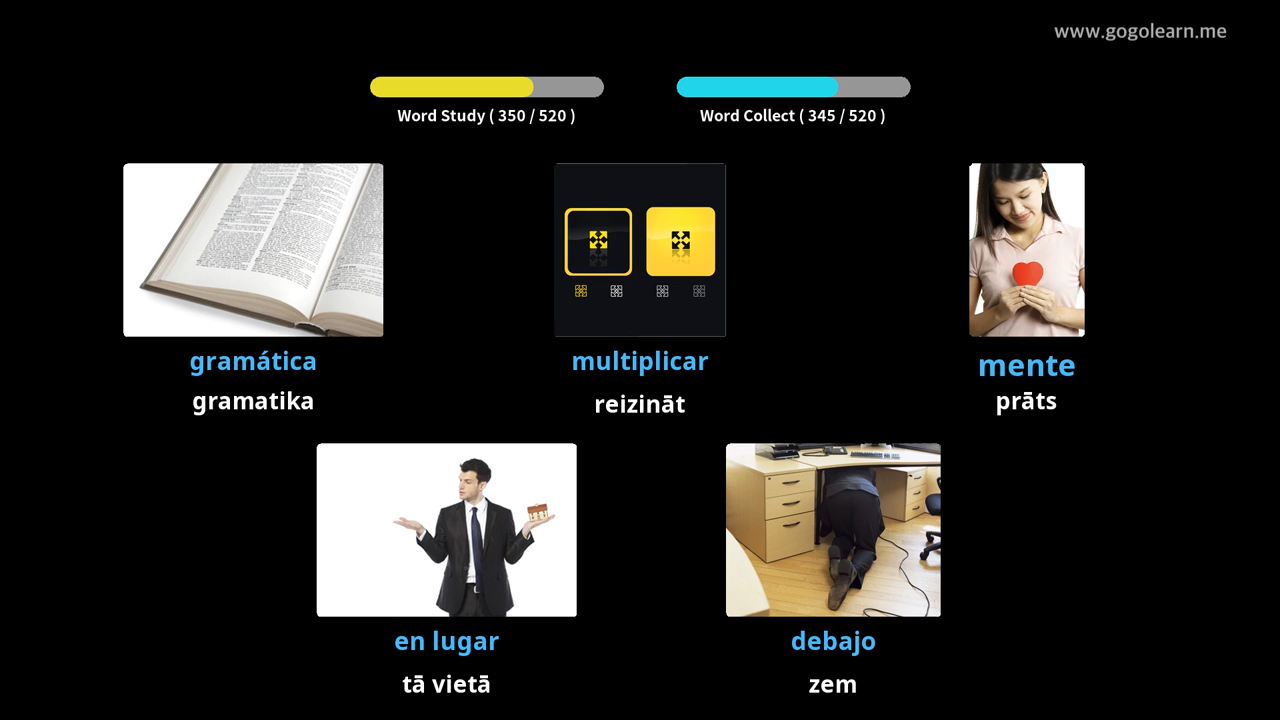 www.gogolearn.me
Word Study ( 350 / 520 )
Word Collect ( 345 / 520 )
gramática
gramatika
multiplicar
reizināt
mente
prāts
en lugar
tā vietā
debajo
zem